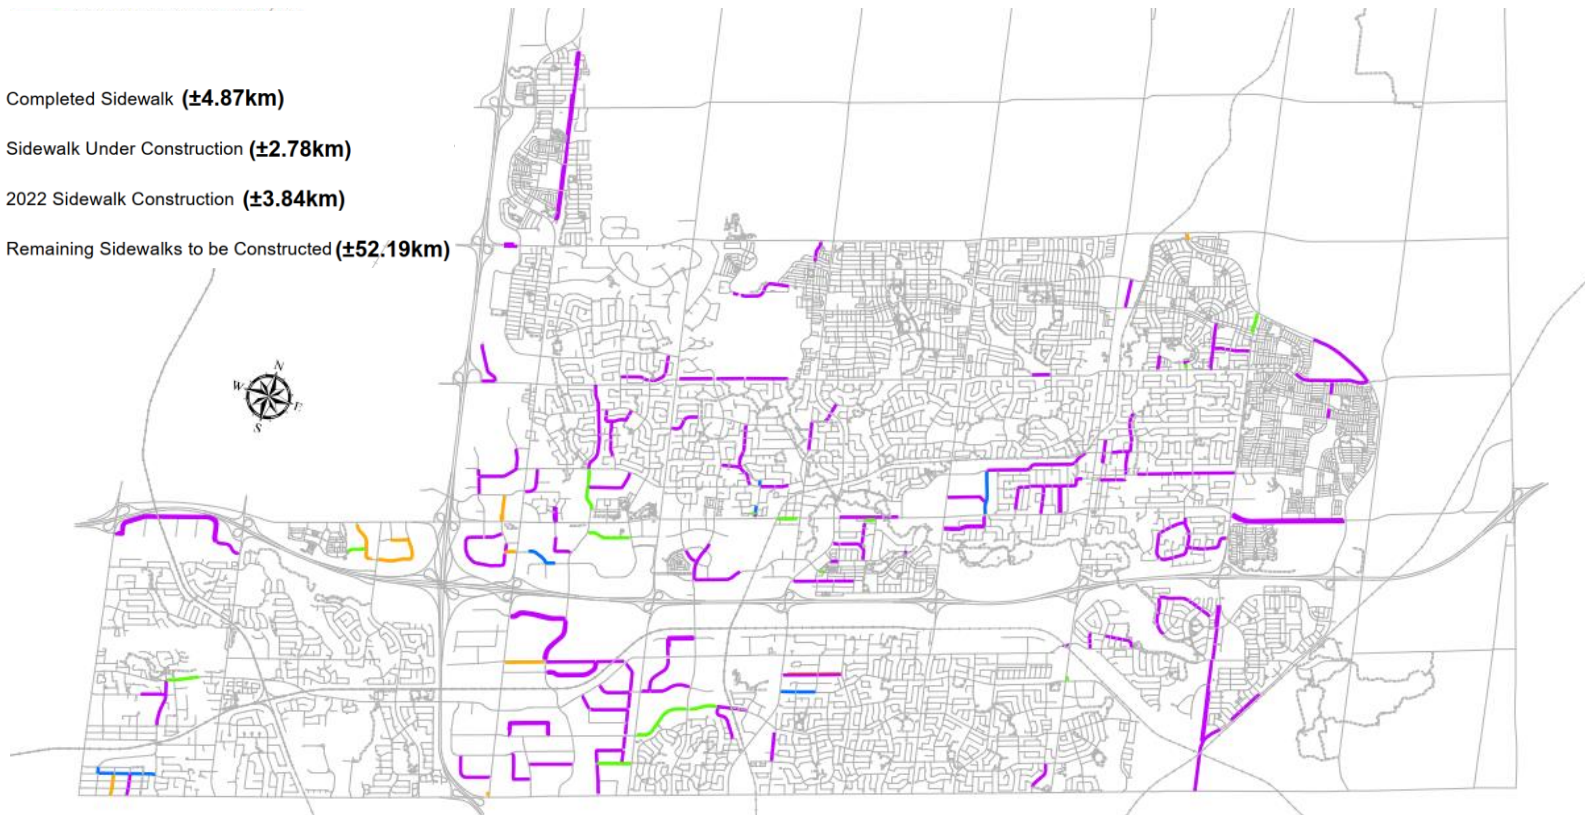 Completed Sidewalk (±4.87km)
Sidewalk Under Construction (±2.78km)
2022 Sidewalk Construction (±3.84km)
Remaining Sidewalks to be Constructed (±52.19km)
N
W
E
S